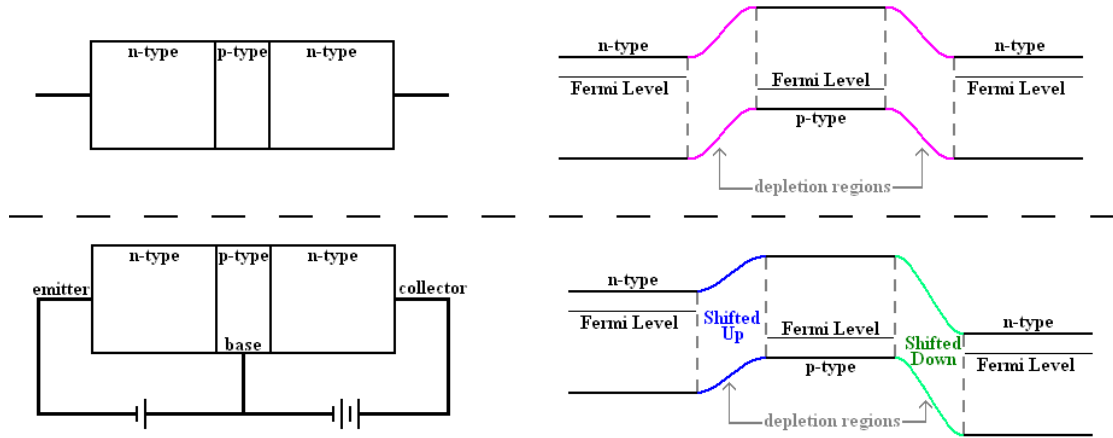 n-type p-type n-type
n-type
Fermi Level
Fermi Level
p-type
n-type
Fermi Level
depletion regions
n-type p-type n-type
emitter
collector
base
n-type
Fermi Level
Shifted
Up
Fermi Level
p-type
Shifted
Down
n-type
Fermi Level
depletion regions